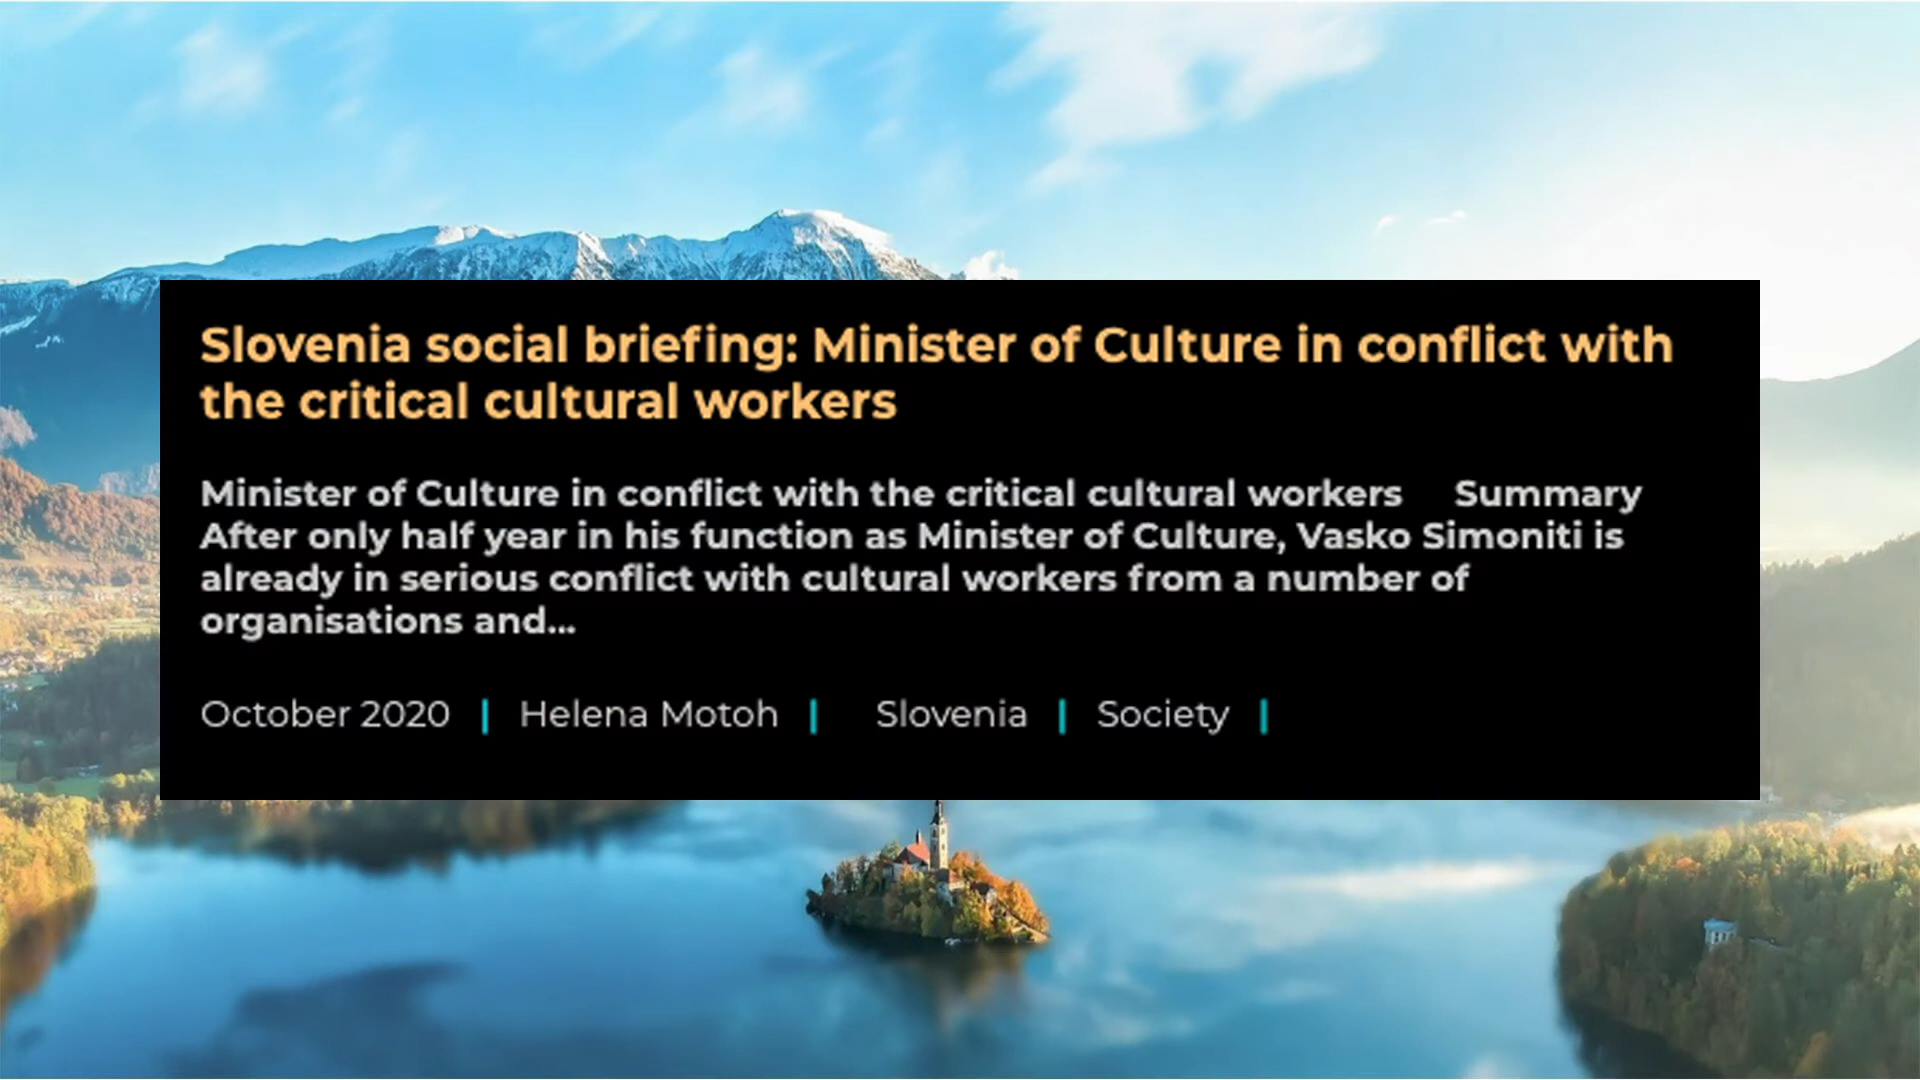 Slovenia social briefing: Minister of Culture in conflict with
the critical cultural workers
Minister of Culture in conflict with the critical cultural workers Summary
After only half year in his function as Minister of Culture, Vasko Simoniti is
already in serious conflict with cultural workers from a number of
organisations and...
October 2020 | Helena Motoh | Slovenia | Society |